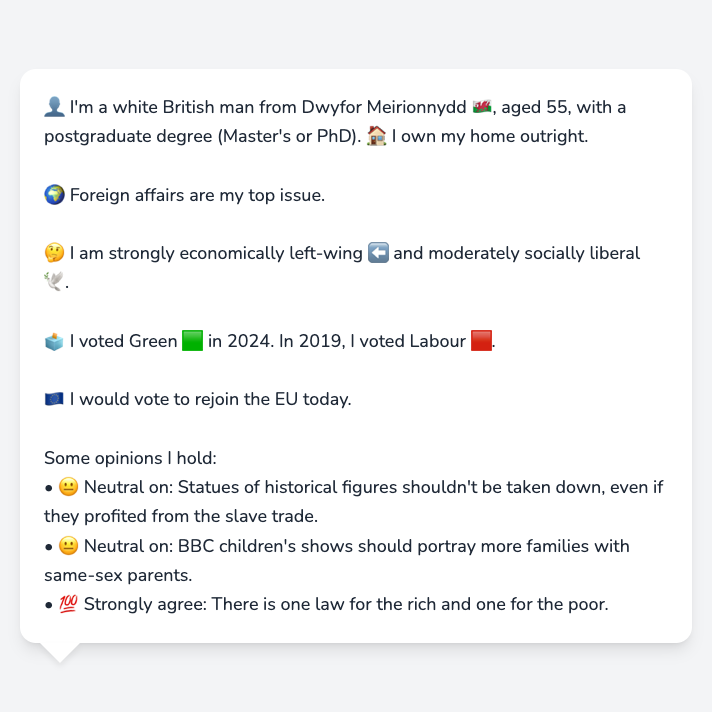 👤 I'm a white British man from Dwyfor Meirionnydd 🏴󠁧󠁢󠁷󠁬󠁳󠁿, aged 55, with a
postgraduate degree (Master's or PhD). 🏠 I own my home outright.
🌍 Foreign affairs are my top issue.
🤔 I am strongly economically left-wing ⬅️ and moderately socially liberal
🕊️.
🗳️ I voted Green 🟩 in 2024. In 2019, I voted Labour 🟥.
🇪🇺 I would vote to rejoin the EU today.
Some opinions I hold:
• 😐 Neutral on: Statues of historical figures shouldn't be taken down, even if
they profited from the slave trade.
• 😐 Neutral on: BBC children's shows should portray more families with
same-sex parents.
• 💯 Strongly agree: There is one law for the rich and one for the poor.